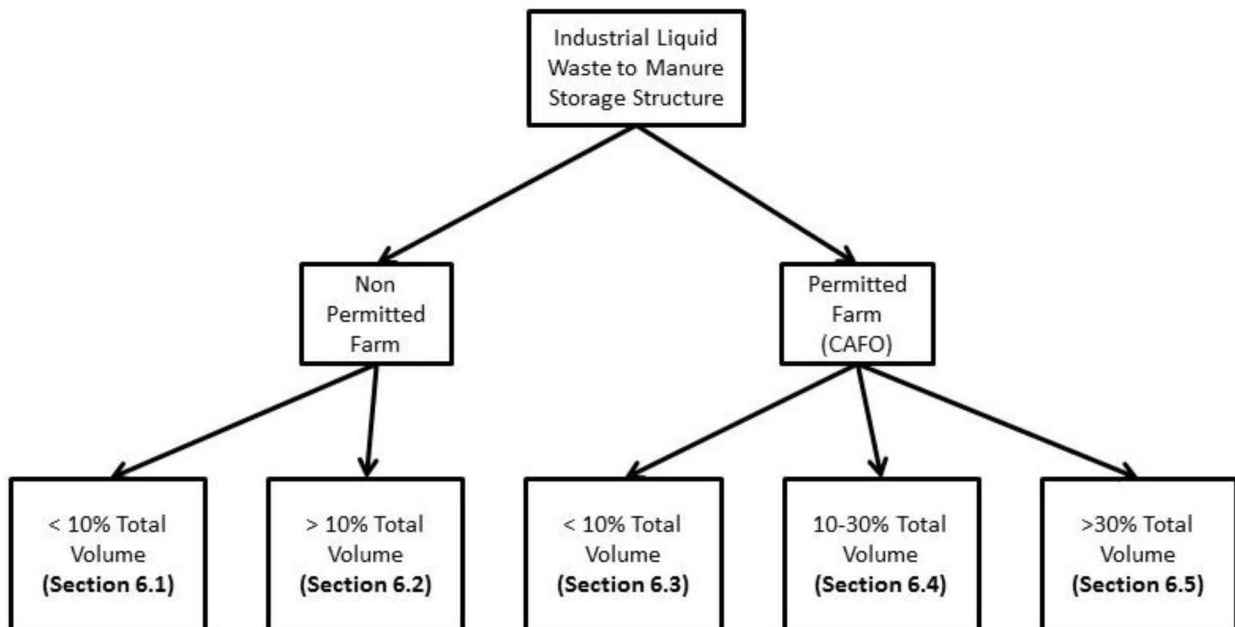 Industrial Liquid
Waste to Manure
Storage Structure
Non
Permitted
Farm
Permitted
Farm
(CAFO)
< 10% Total
Volume
(Section 6.1)
> 10% Total
Volume
(Section 6.2)
< 10% Total
Volume
(Section 6.3)
10-30% Total
Volume
(Section 6.4)
>30% Total
Volume
(Section 6.5)